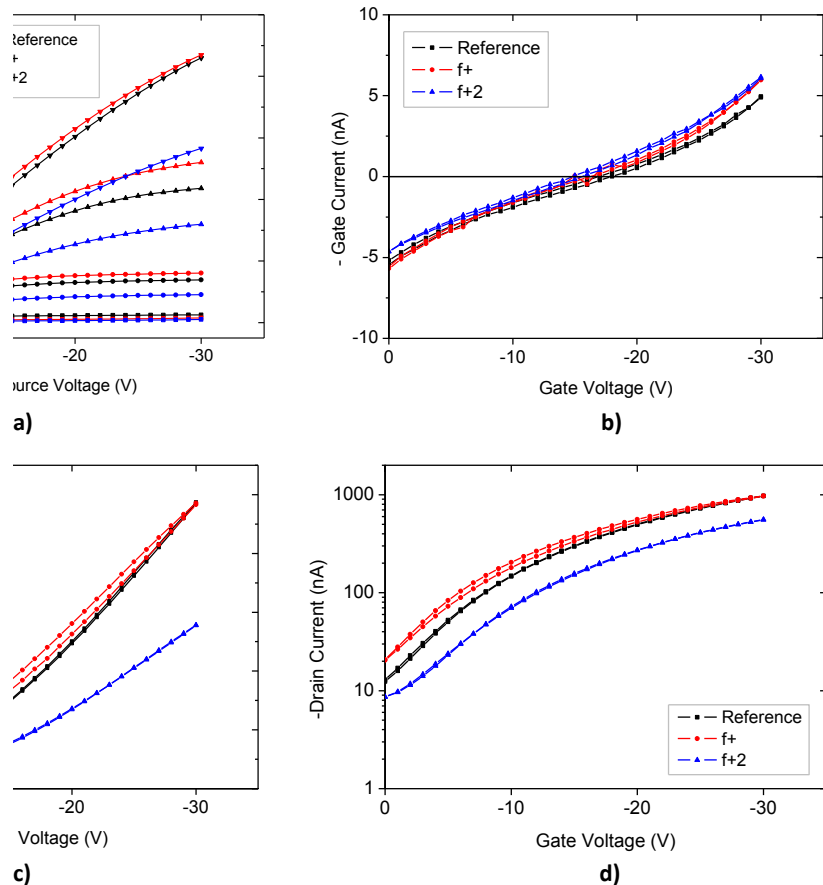 Reference
f+
+2
-20
-30
ource Voltage (V)
a)
Reference
f+
f+2
10
5
0
-5
-10
- Gate Current (nA)
0
-10
-20
-30
Gate Voltage (V)
b)
-20
-30
Voltage (V)
c)
1000
100
10
1
-Drain Current (nA)
Reference
f+
f+2
0
-10
-20
-30
Gate Voltage (V)
d)